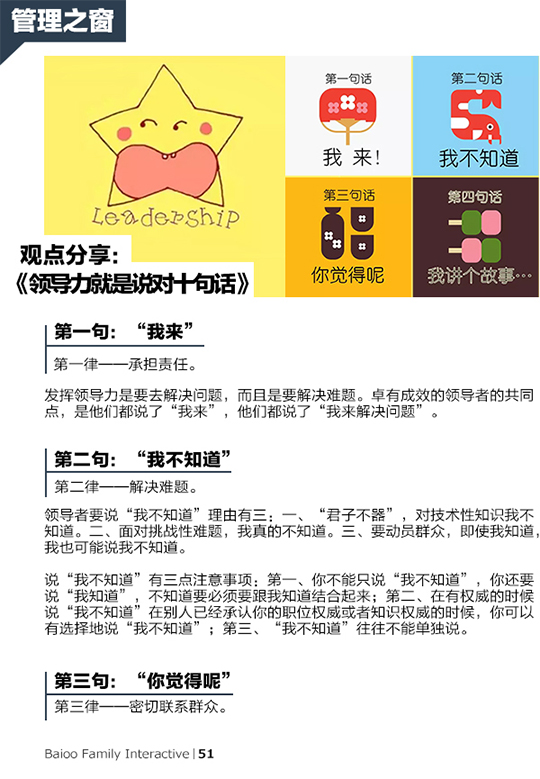 管理之窗
Leadership
第一句话
我 来!
第二句话
我不知道
第三句话
你觉得呢
第四句话
我讲个故事…
观点分享：
《领导力就是说对十句话》
第一句：“我来”
第一律——承担责任。
发挥领导力是要去解决问题，而且是要解决难题。卓有成效的领导者的共同
点，是他们都说了“我来”，他们都说了“我来解决问题”。
第二句：“我不知道”
第二律——解决难题。
领导者要说“我不知道”理由有三：一、“君子不器”，对技术性知识我不
知道。二、面对挑战性难题，我真的不知道。三、要动员群众，即使我知道，
我也可能说我不知道。
说“我不知道”有三点注意事项：第一、你不能只说“我不知道”，你还要
说“我知道”，不知道要必须要跟我知道结合起来；第二、在有权威的时候
说“我不知道”在别人已经承认你的职位权威或者知识权威的时候，你可以
有选择地说“我不知道”；第三、“我不知道”往往不能单独说。
第三句：“你觉得呢”
第三律——密切联系群众。
Baioo Family Interactive | 51